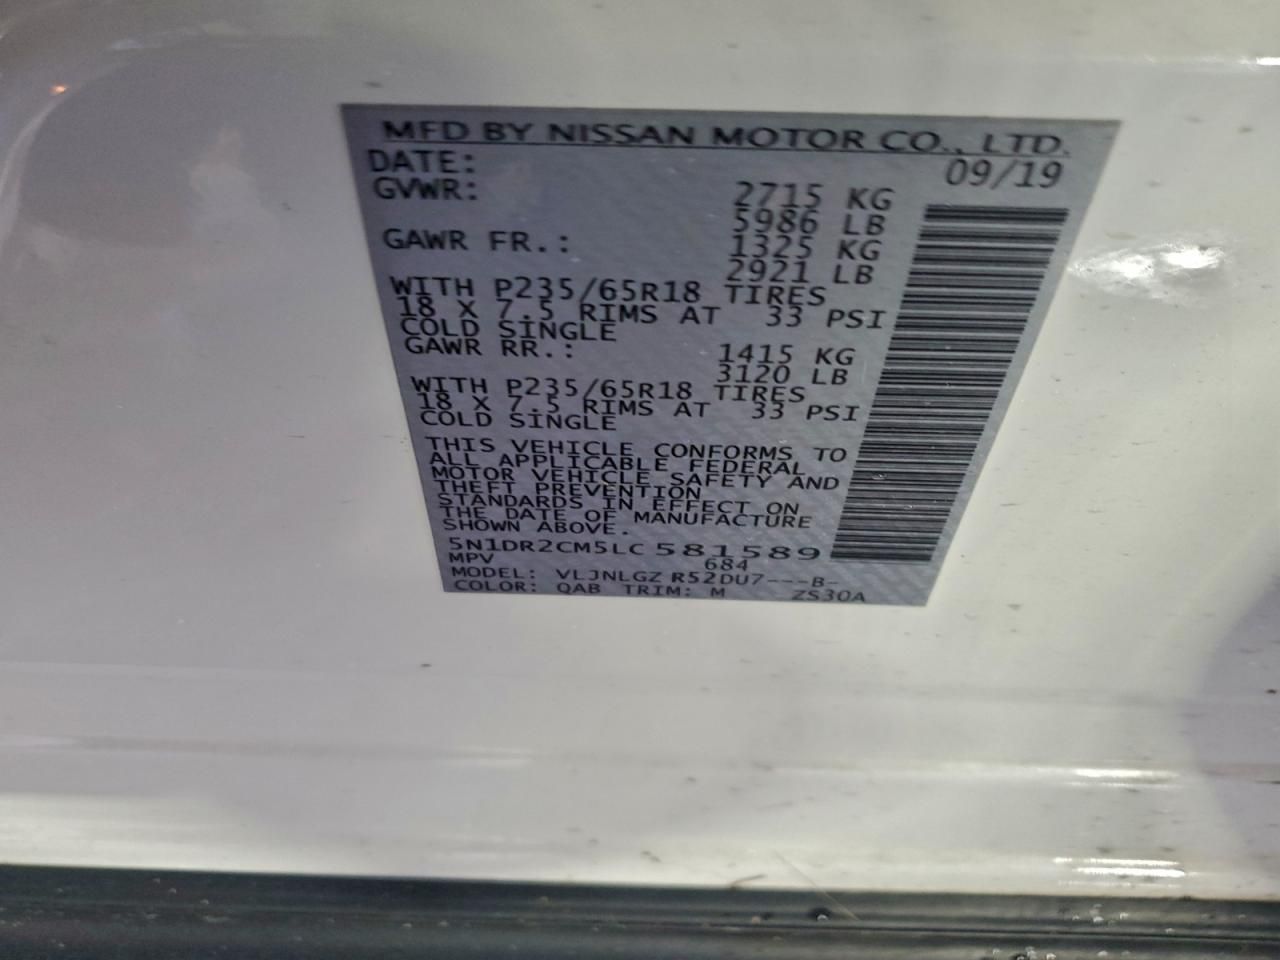 MFD BY NISSAN MOTOR CO., LTD.
DATE: 09/19
GVWR: 2715 KG
5986 LB
GAWR FR.: 1325 KG
2921 LB
WITH P235/65R18 TIRES
18 X 7.5 RIMS AT 33 PSI
COLD SINGLE
GAWR RR.: 1415 KG
3120 LB
WITH P235/65R18 TIRES
18 X 7.5 RIMS AT 33 PSI
COLD SINGLE
THIS VEHICLE CONFORMS TO
ALL APPLICABLE FEDERAL
MOTOR VEHICLE SAFETY AND
THEFT PREVENTION
STANDARDS IN EFFECT ON
THE DATE OF MANUFACTURE
SHOWN ABOVE.
5N1DR2CM5LC581589
MPV 684
MODEL: VLJNLGZ R52DU7---B-
COLOR: QAB TRIM: M ZS30A